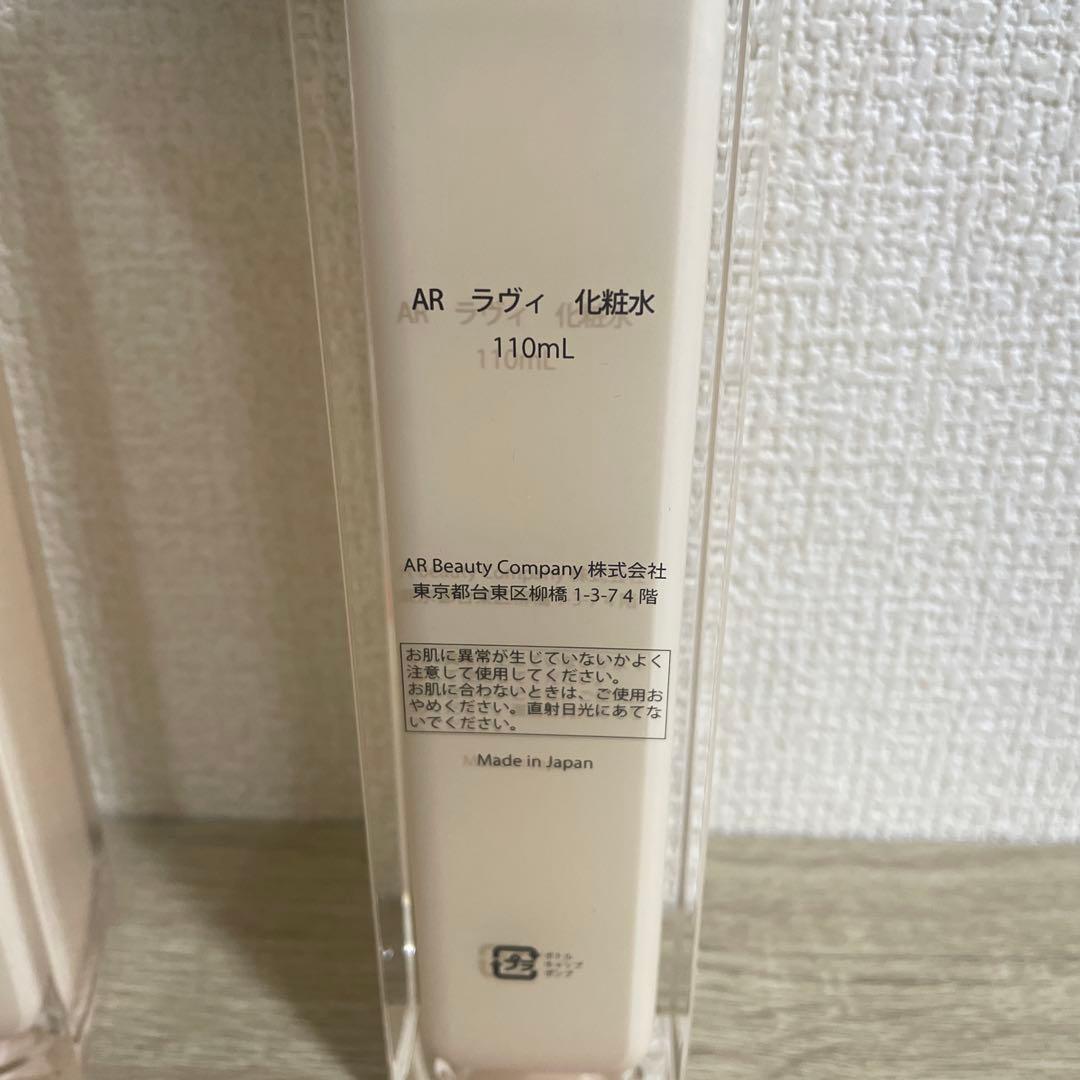 AR ラヴィ 化粧水
110mL
AR Beauty Company 株式会社
東京都台東区柳橋 1-3-7 4 階
お肌に異常が生じていないかよく
注意して使用してください。
お肌に合わないときは、ご使用お
やめください。直射日光にあてな
いでください。
Made in Japan
プラ
ボトル
キャップ
ポンプ